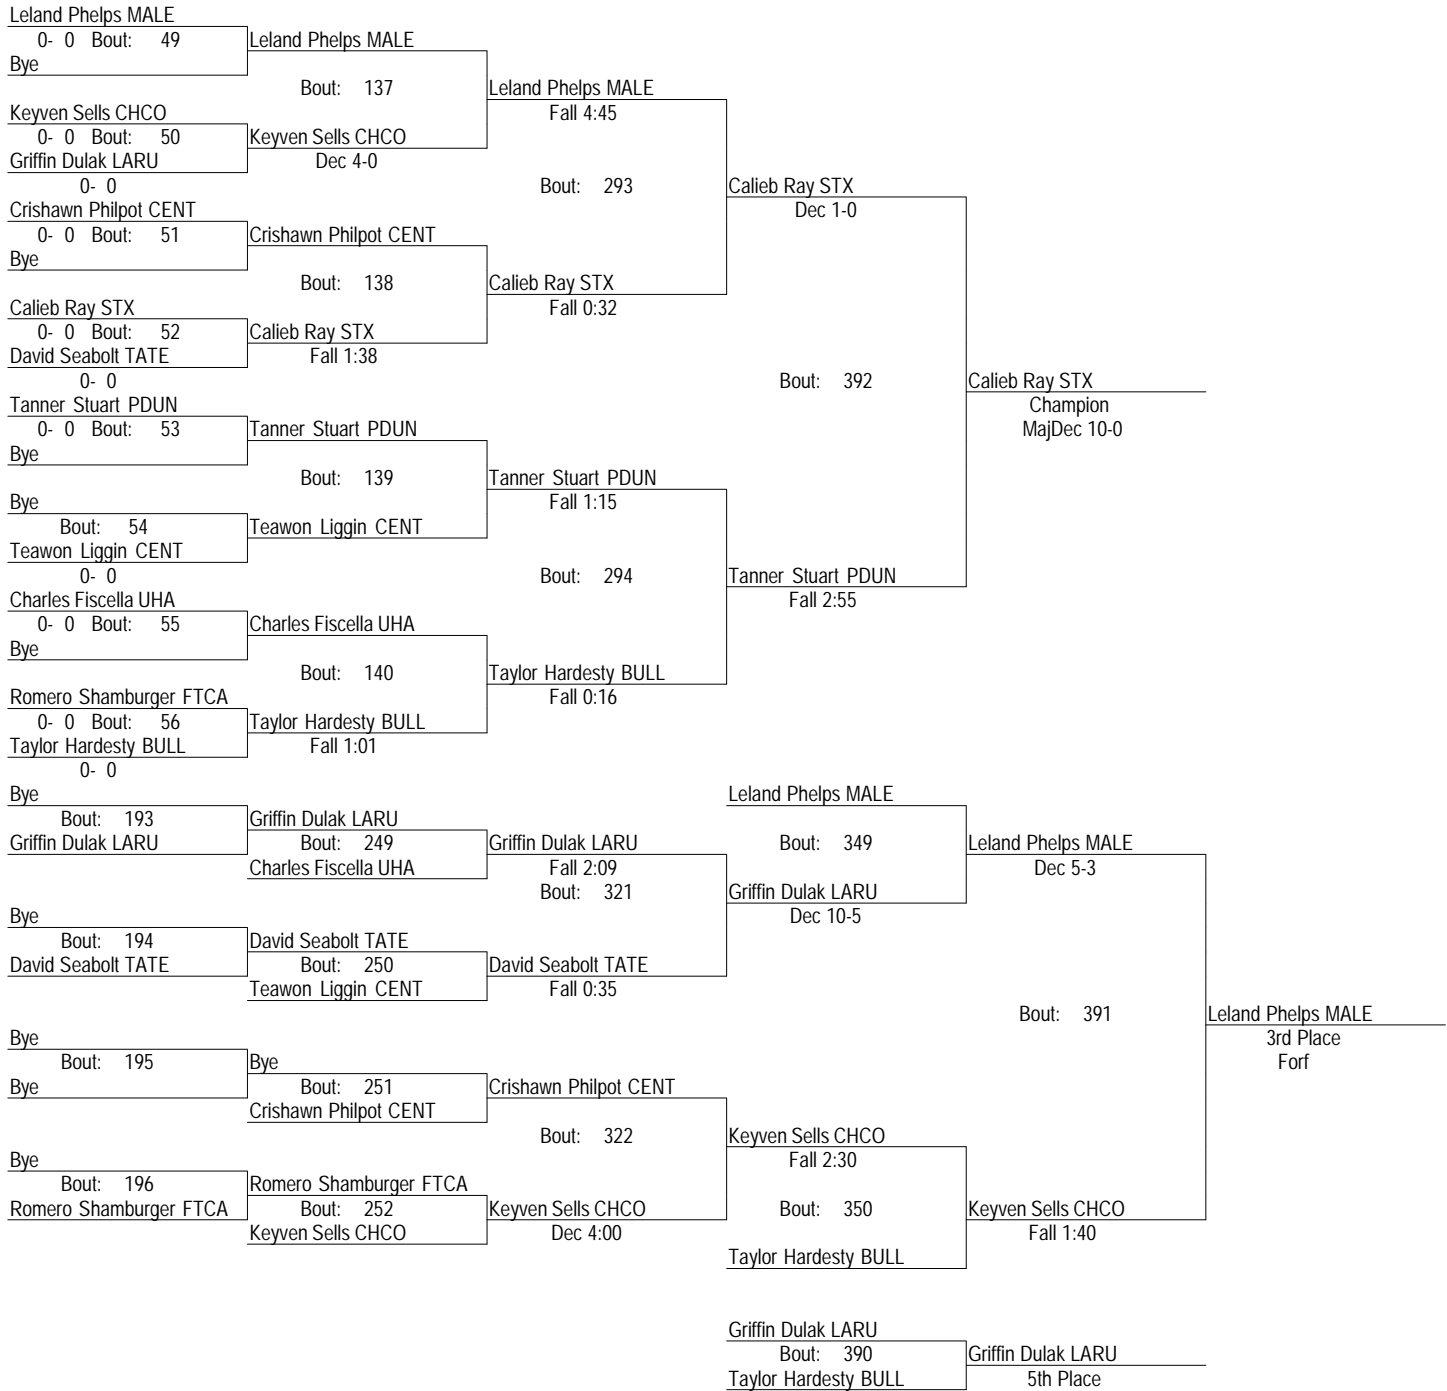 Leland Phelps MALE
0- 0 Bout: 49 Leland Phelps MALE
Bye
Bout: 137 Leland Phelps MALE
Keyven Sells CHCO Fall 4:45
0- 0 Bout: 50 Keyven Sells CHCO
Griffin Dulak LARU Dec 4-0
0- 0 Bout: 293 Calieb Ray STX
Crishawn Philpot CENT Dec 1-0
0- 0 Bout: 51 Crishawn Philpot CENT
Bye
Bout: 138 Calieb Ray STX
Calieb Ray STX Fall 0:32
0- 0 Bout: 52 Calieb Ray STX
David Seabolt TATE Fall 1:38
0- 0 Bout: 392 Calieb Ray STX
Tanner Stuart PDUN Champion
0- 0 Bout: 53 Tanner Stuart PDUN MajDec 10-0
Bye
Bout: 139 Tanner Stuart PDUN
Bye Fall 1:15
Bout: 54 Teawon Liggin CENT
Teawon Liggin CENT
0- 0 Bout: 294 Tanner Stuart PDUN
Charles Fiscella UHA Fall 2:55
0- 0 Bout: 55 Charles Fiscella UHA
Bye
Bout: 140 Taylor Hardesty BULL
Romero Shamburger FTCA Fall 0:16
0- 0 Bout: 56 Taylor Hardesty BULL
Taylor Hardesty BULL Fall 1:01
0- 0
Bye Leland Phelps MALE
Bout: 193 Griffin Dulak LARU
Griffin Dulak LARU Bout: 249 Griffin Dulak LARU Bout: 349 Leland Phelps MALE
Charles Fiscella UHA Fall 2:09 Dec 5-3
Bout: 321 Griffin Dulak LARU
Bye Dec 10-5
Bout: 194 David Seabolt TATE
David Seabolt TATE Bout: 250 David Seabolt TATE
Teawon Liggin CENT Fall 0:35
Bout: 391 Leland Phelps MALE
Bye 3rd Place
Bout: 195 Bye Forf
Bye Bout: 251 Crishawn Philpot CENT
Crishawn Philpot CENT
Bout: 322 Keyven Sells CHCO
Bye Fall 2:30
Bout: 196 Romero Shamburger FTCA
Romero Shamburger FTCA Bout: 252 Keyven Sells CHCO Bout: 350 Keyven Sells CHCO
Keyven Sells CHCO Dec 4:00 Fall 1:40
Taylor Hardesty BULL
Griffin Dulak LARU
Bout: 390 Griffin Dulak LARU
Taylor Hardesty BULL 5th Place